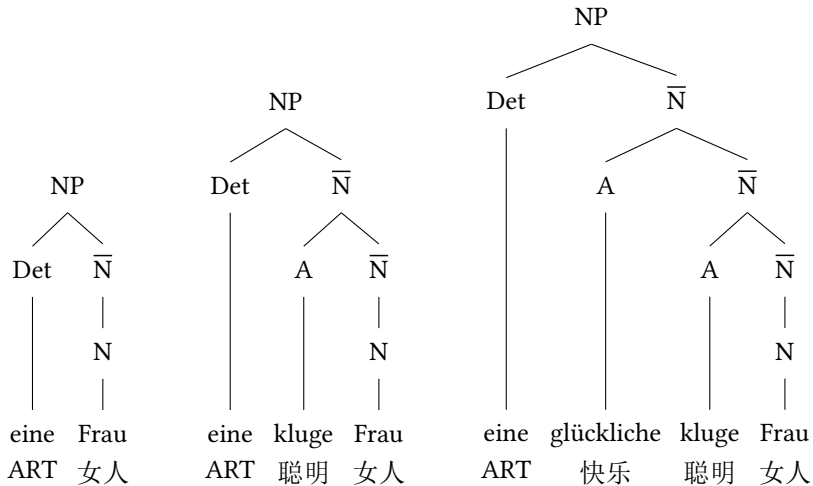 NP
NP
Det N̅
NP
Det N̅
A N̅
Det N̅
A N̅
A N̅
N
N
N
eine Frau
ART 女人
eine kluge Frau
ART 聪明 女人
eine glückliche kluge Frau
ART 快乐 聪明 女人